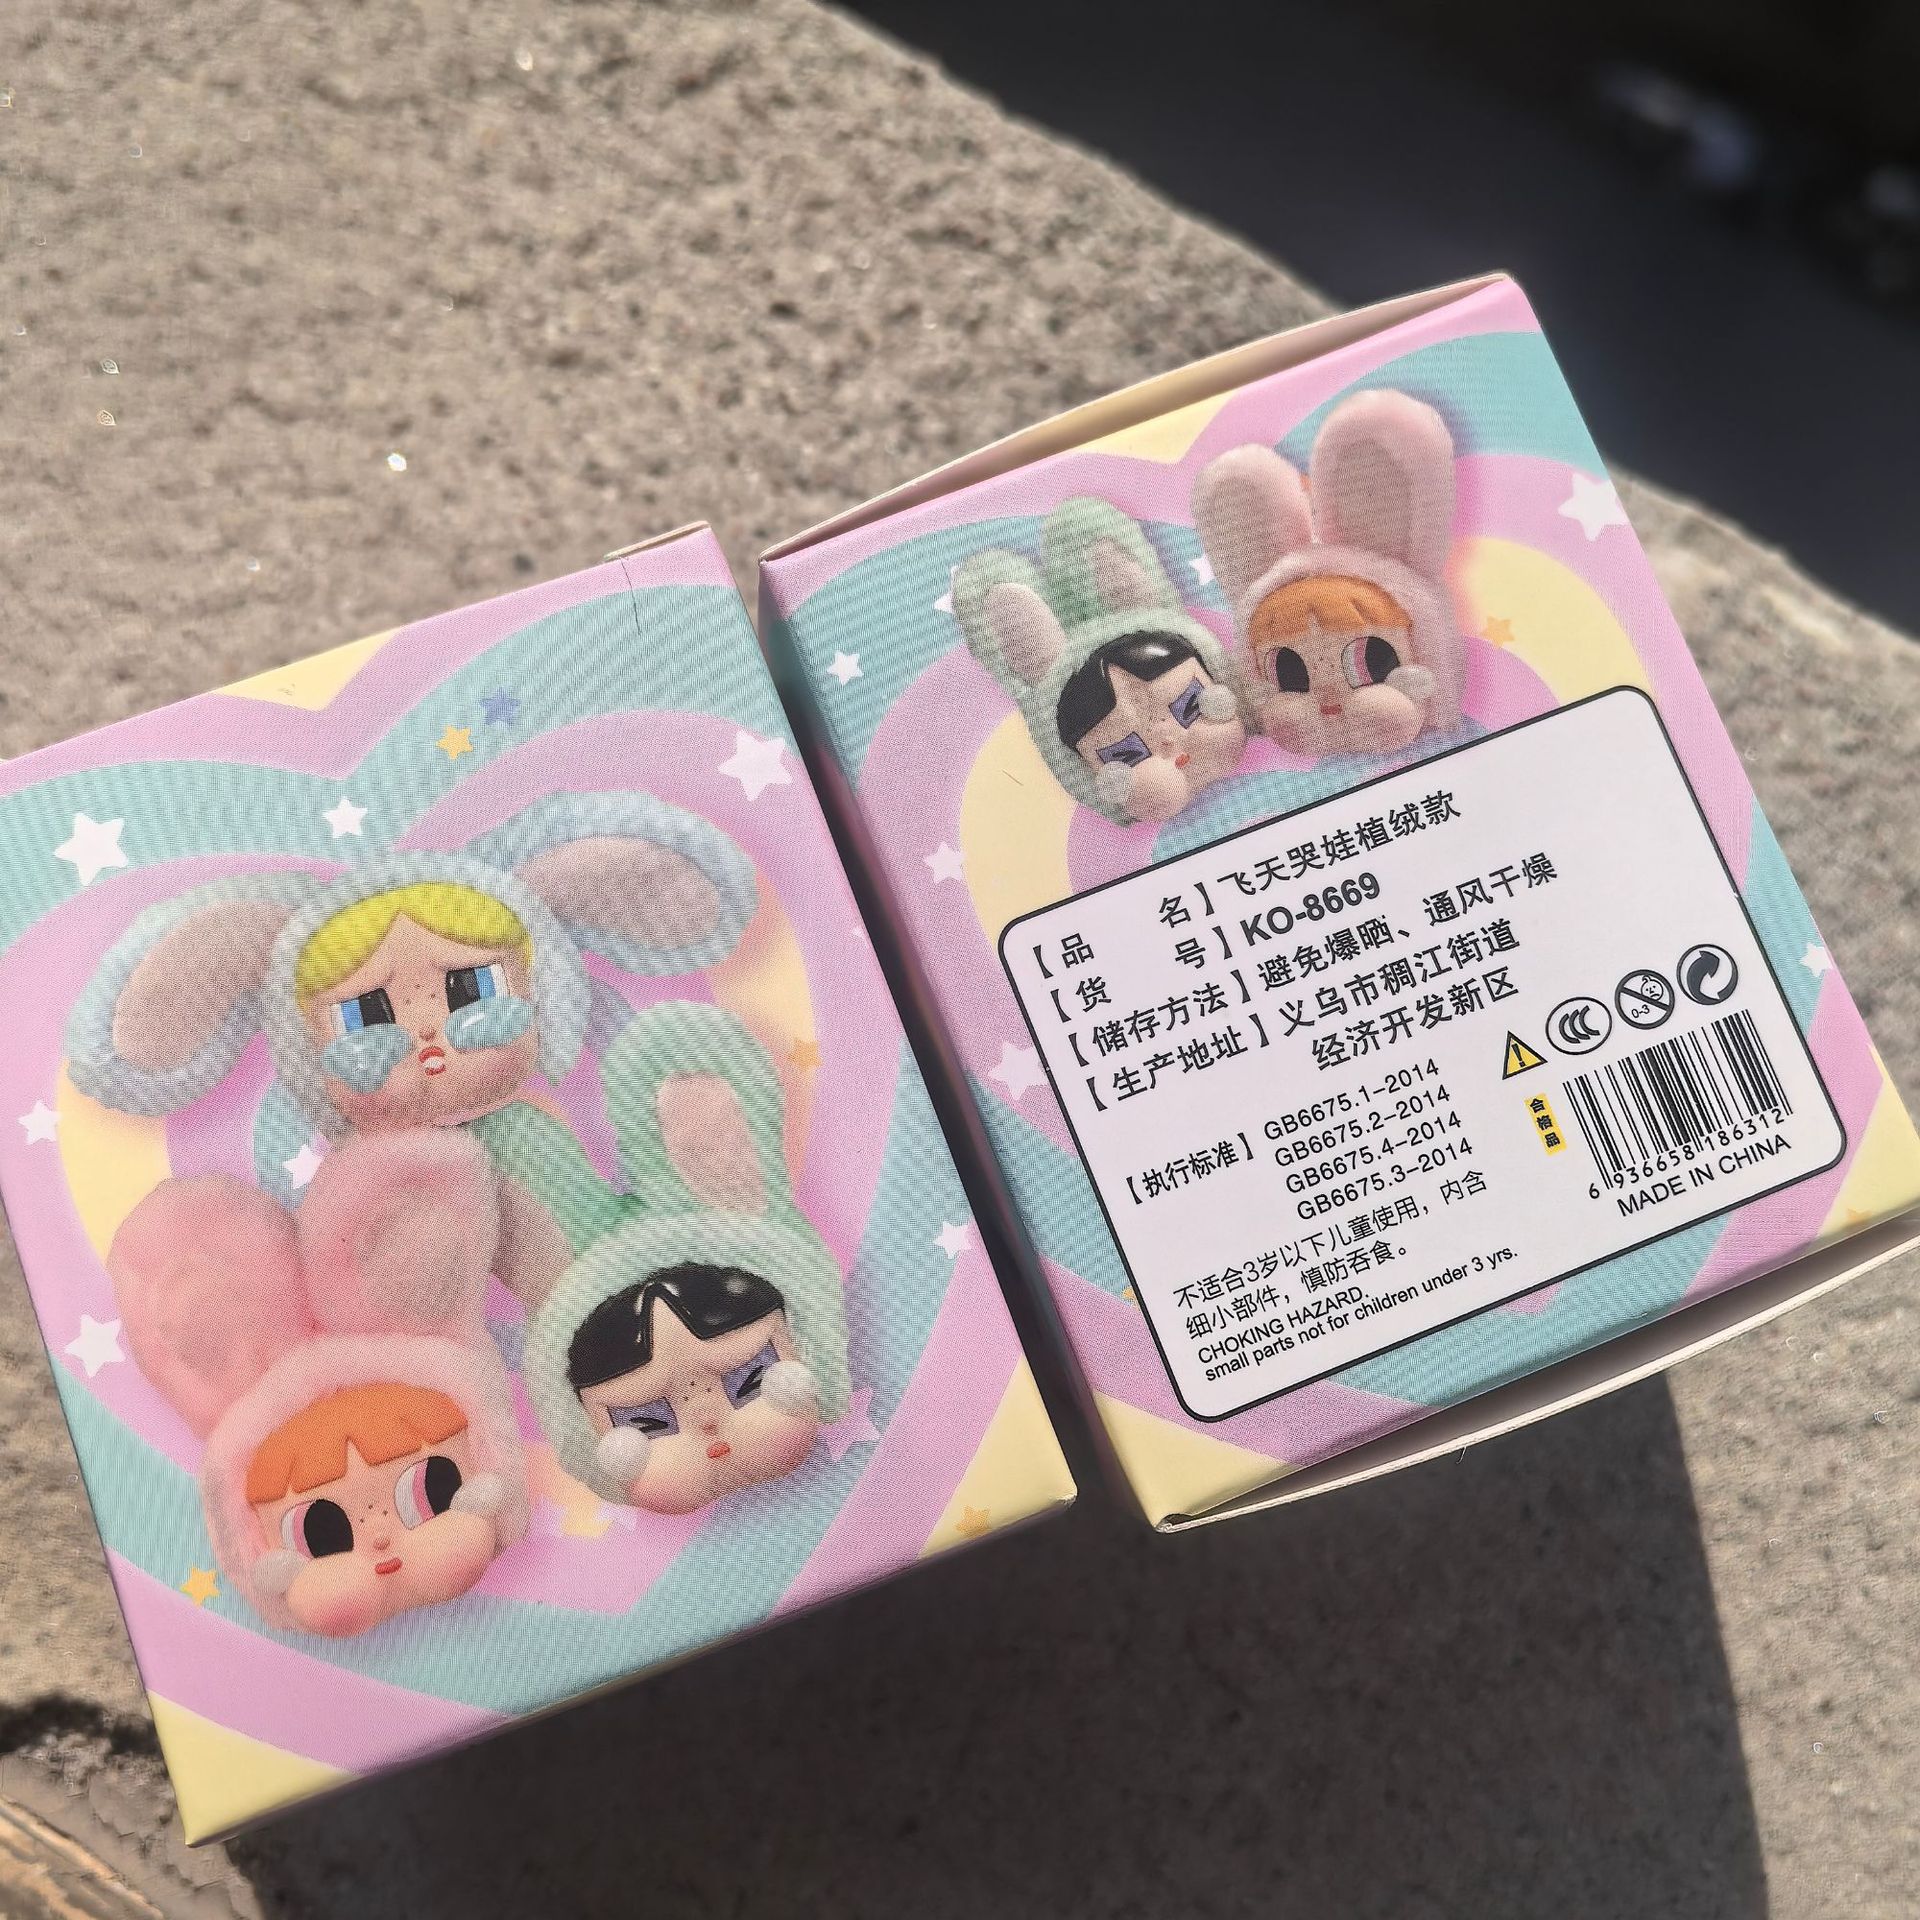 【品名】飞天哭娃植绒款
【货号】KO-8669
【储存方法】避免爆晒、通风干燥
【生产地址】义乌市稠江街道
经济开发新区
【执行标准】GB6675.1-2014
GB6675.2-2014
GB6675.4-2014
GB6675.3-2014
不适合3岁以下儿童使用，内含
细小部件，慎防吞食。
CHOKING HAZARD.
small parts not for children under 3 yrs.
0-3
合格品
6 936658 186312
MADE IN CHINA